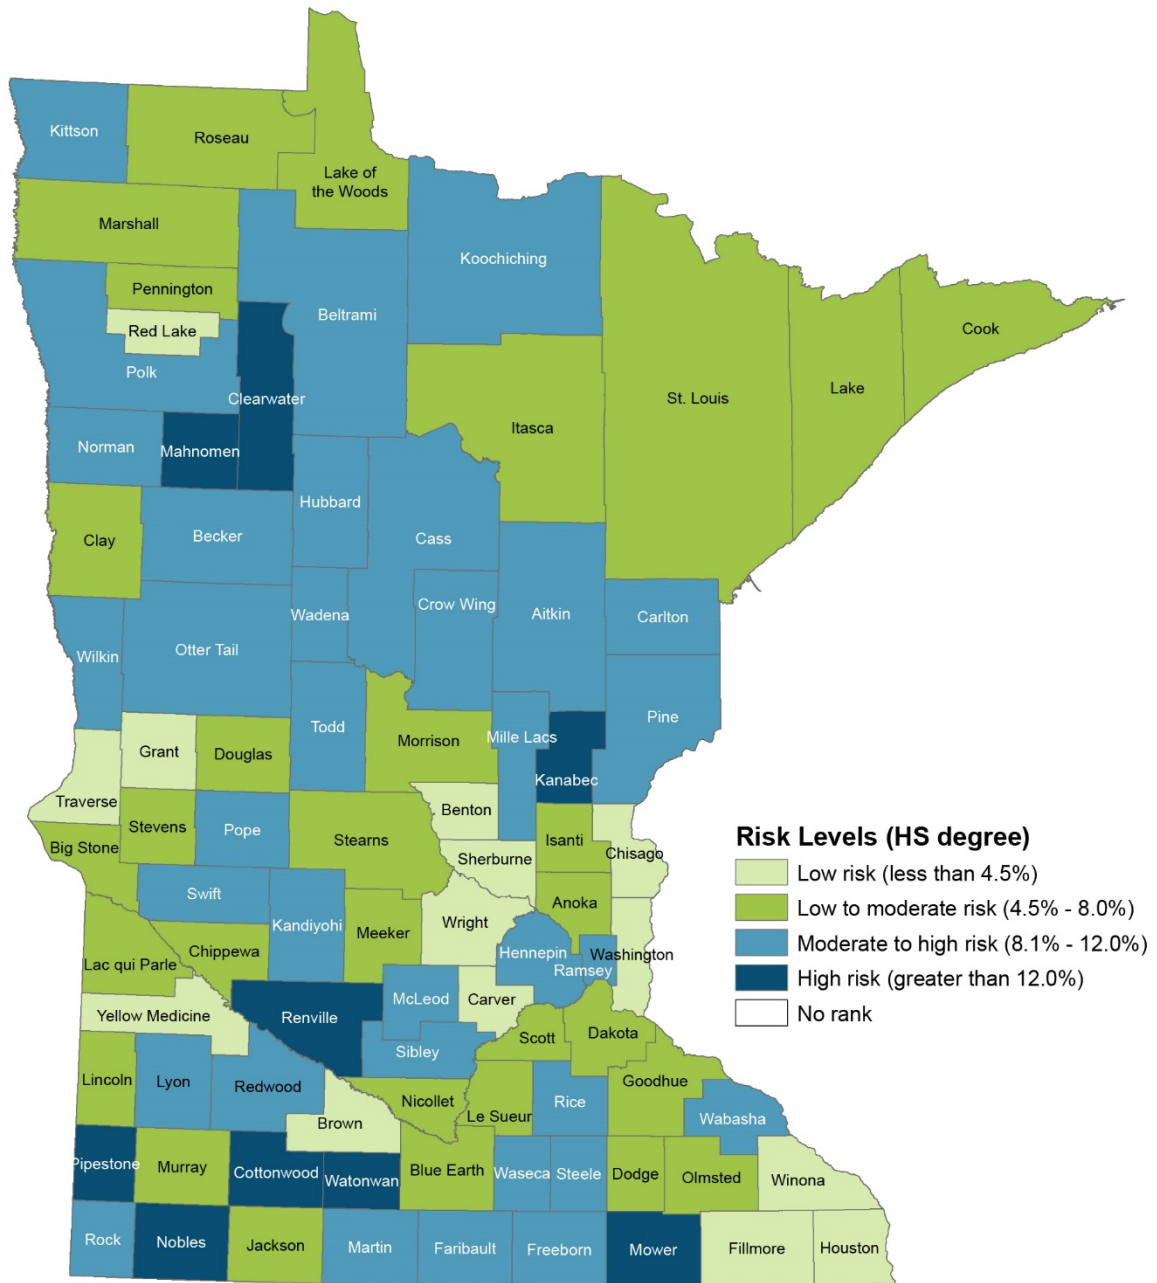 Kittson
Roseau
Lake of
the Woods
Marshall
Koochiching
Pennington
Beltrami
Red Lake
Cook
Polk
Lake
Clearwater
St. Louis
Itasca
Norman
Mahnomen
Hubbard
Becker
Cass
Clay
Crow Wing
Wadena
Aitkin
Carlton
Otter Tail
Wilkin
Pine
Todd
Mille Lacs
Morrison
Grant
Douglas
Kanabec
Traverse
Benton
Stevens
Pope
Stearns
Isanti
Big Stone
Sherburne
Chisago
Risk Levels (HS degree)
Low risk (less than 4.5%)
Low to moderate risk (4.5% - 8.0%)
Moderate to high risk (8.1% - 12.0%)
High risk (greater than 12.0%)
No rank
Swift
Anoka
Wright
Kandiyohi
Meeker
Chippewa
Hennepin
Washington
Lac qui Parle
Ramsey
McLeod
Carver
Yellow Medicine
Renville
Dakota
Scott
Sibley
Lincoln
Lyon
Redwood
Goodhue
Nicollet
Rice
Le Sueur
Wabasha
Brown
Pipestone
Murray
Cottonwood
Blue Earth
Waseca
Steele
Dodge
Olmsted
Winona
Watonwan
Rock
Nobles
Jackson
Martin
Faribault
Freeborn
Mower
Fillmore
Houston